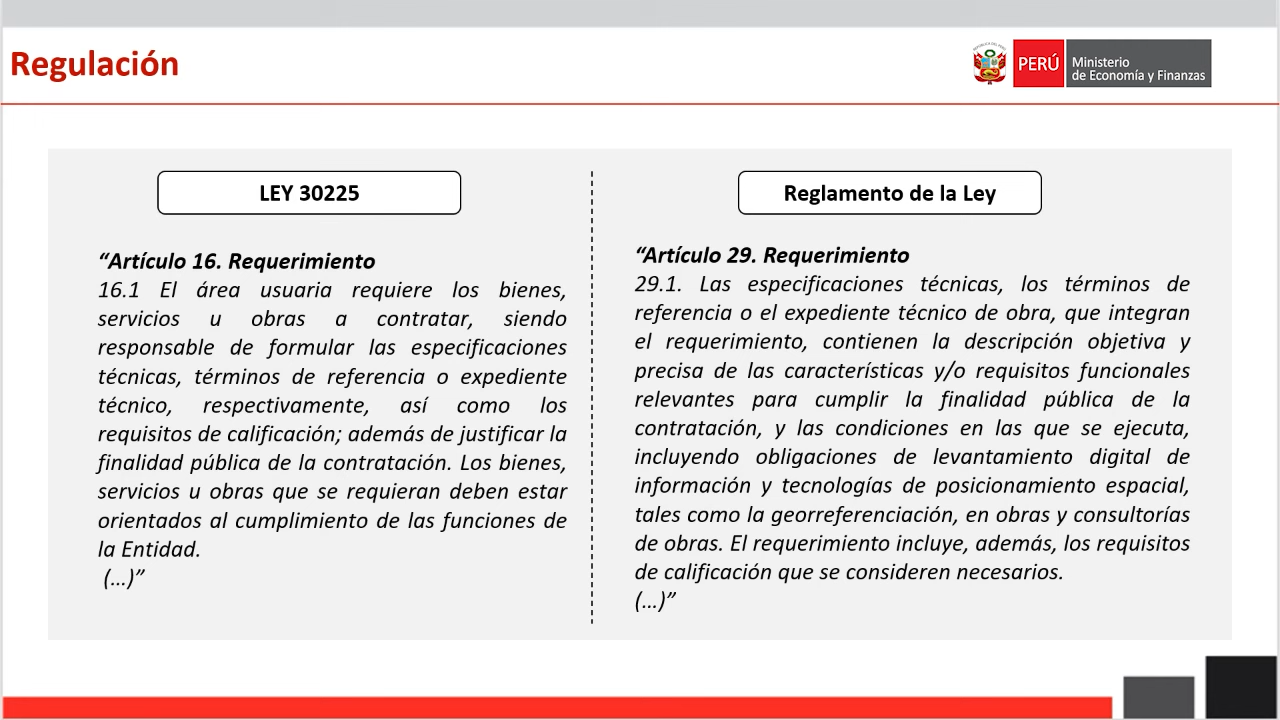 Regulación
PERÚ
Ministerio
de Economía y Finanzas
LEY 30225
“Artículo 16. Requerimiento
16.1 El área usuaria requiere los bienes,
servicios u obras a contratar, siendo
responsable de formular las especificaciones
técnicas, términos de referencia o expediente
técnico, respectivamente, así como los
requisitos de calificación; además de justificar la
finalidad pública de la contratación. Los bienes,
servicios u obras que se requieran deben estar
orientados al cumplimiento de las funciones de
la Entidad.
(…)”
Reglamento de la Ley
“Artículo 29. Requerimiento
29.1. Las especificaciones técnicas, los términos de
referencia o el expediente técnico de obra, que integran
el requerimiento, contienen la descripción objetiva y
precisa de las características y/o requisitos funcionales
relevantes para cumplir la finalidad pública de la
contratación, y las condiciones en las que se ejecuta,
incluyendo obligaciones de levantamiento digital de
información y tecnologías de posicionamiento espacial,
tales como la georreferenciación, en obras y consultorías
de obras. El requerimiento incluye, además, los requisitos
de calificación que se consideren necesarios.
(…)”